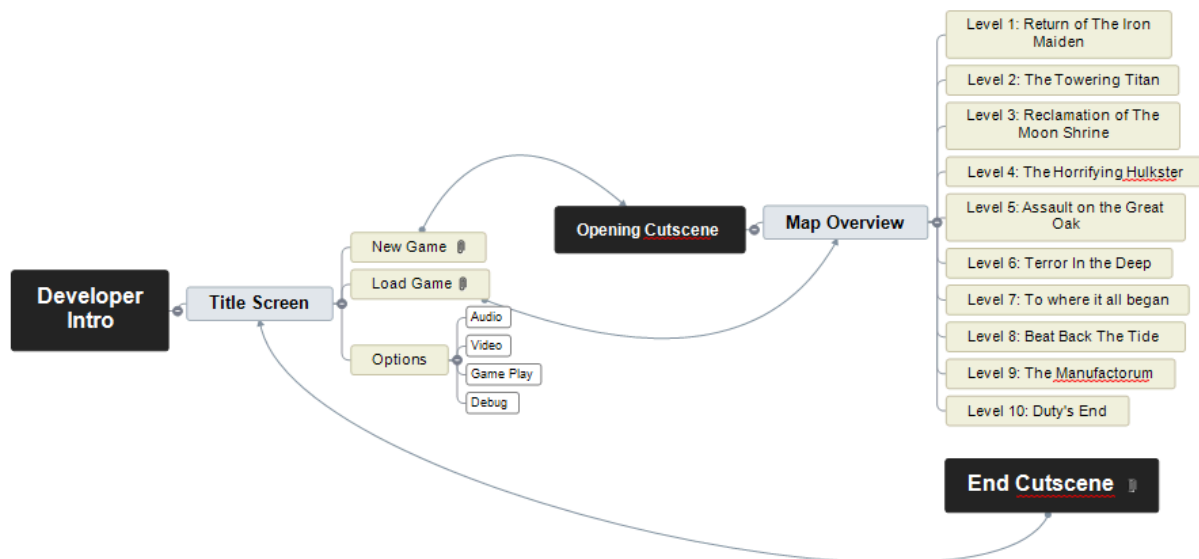 Developer
Intro
Title Screen
New Game
Load Game
Options
Audio
Video
Game Play
Debug
Opening Cutscene
Map Overview
Level 1: Return of The Iron
Maiden
Level 2: The Towering Titan
Level 3: Reclamation of The
Moon Shrine
Level 4: The Horrifying Hulkster
Level 5: Assault on the Great
Oak
Level 6: Terror In the Deep
Level 7: To where it all began
Level 8: Beat Back The Tide
Level 9: The Manufactorum
Level 10: Duty's End
End Cutscene